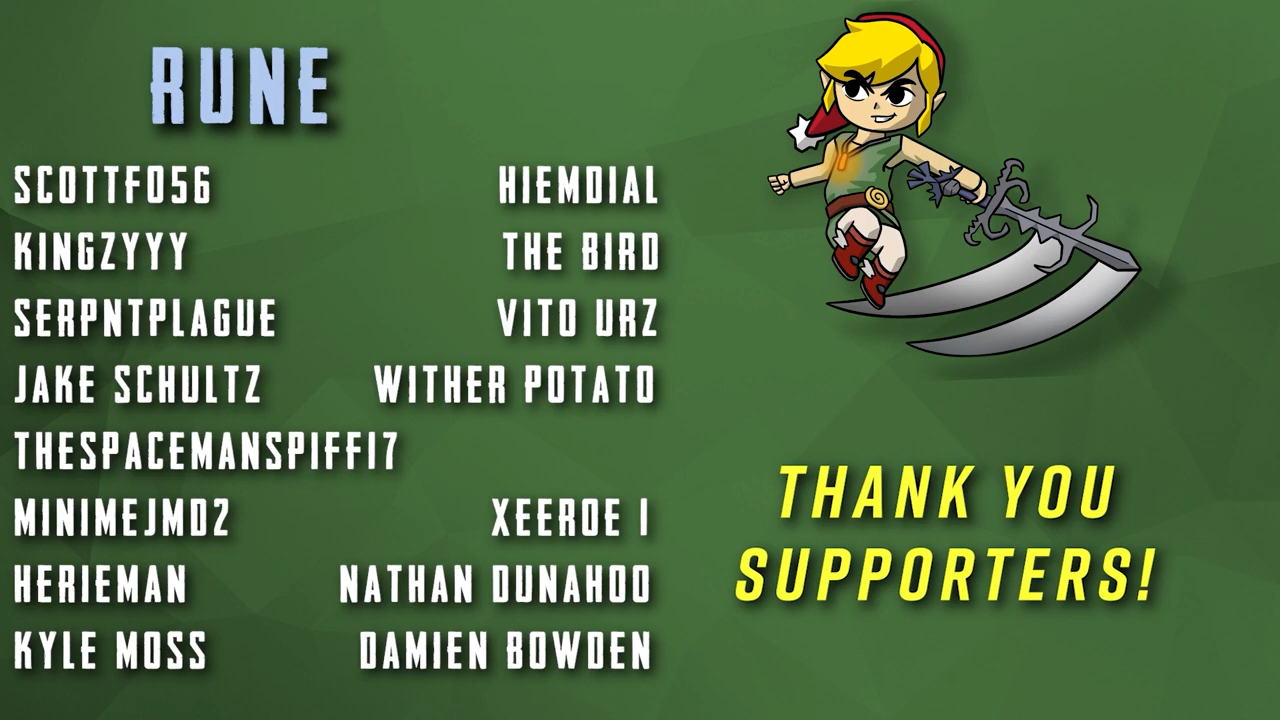 RUNE
SCOTTFO56 HIEMDIAL
KINGZYYY THE BIRD
SERPNTPLAGUE VITO URZ
JAKE SCHULTZ WITHER POTATO
THESPACEMANSPIFF17
MINIMEJMD2 XEEROE I
HERIEMAN NATHAN DUNAHOO
KYLE MOSS DAMIEN BOWDEN
THANK YOU
SUPPORTERS!